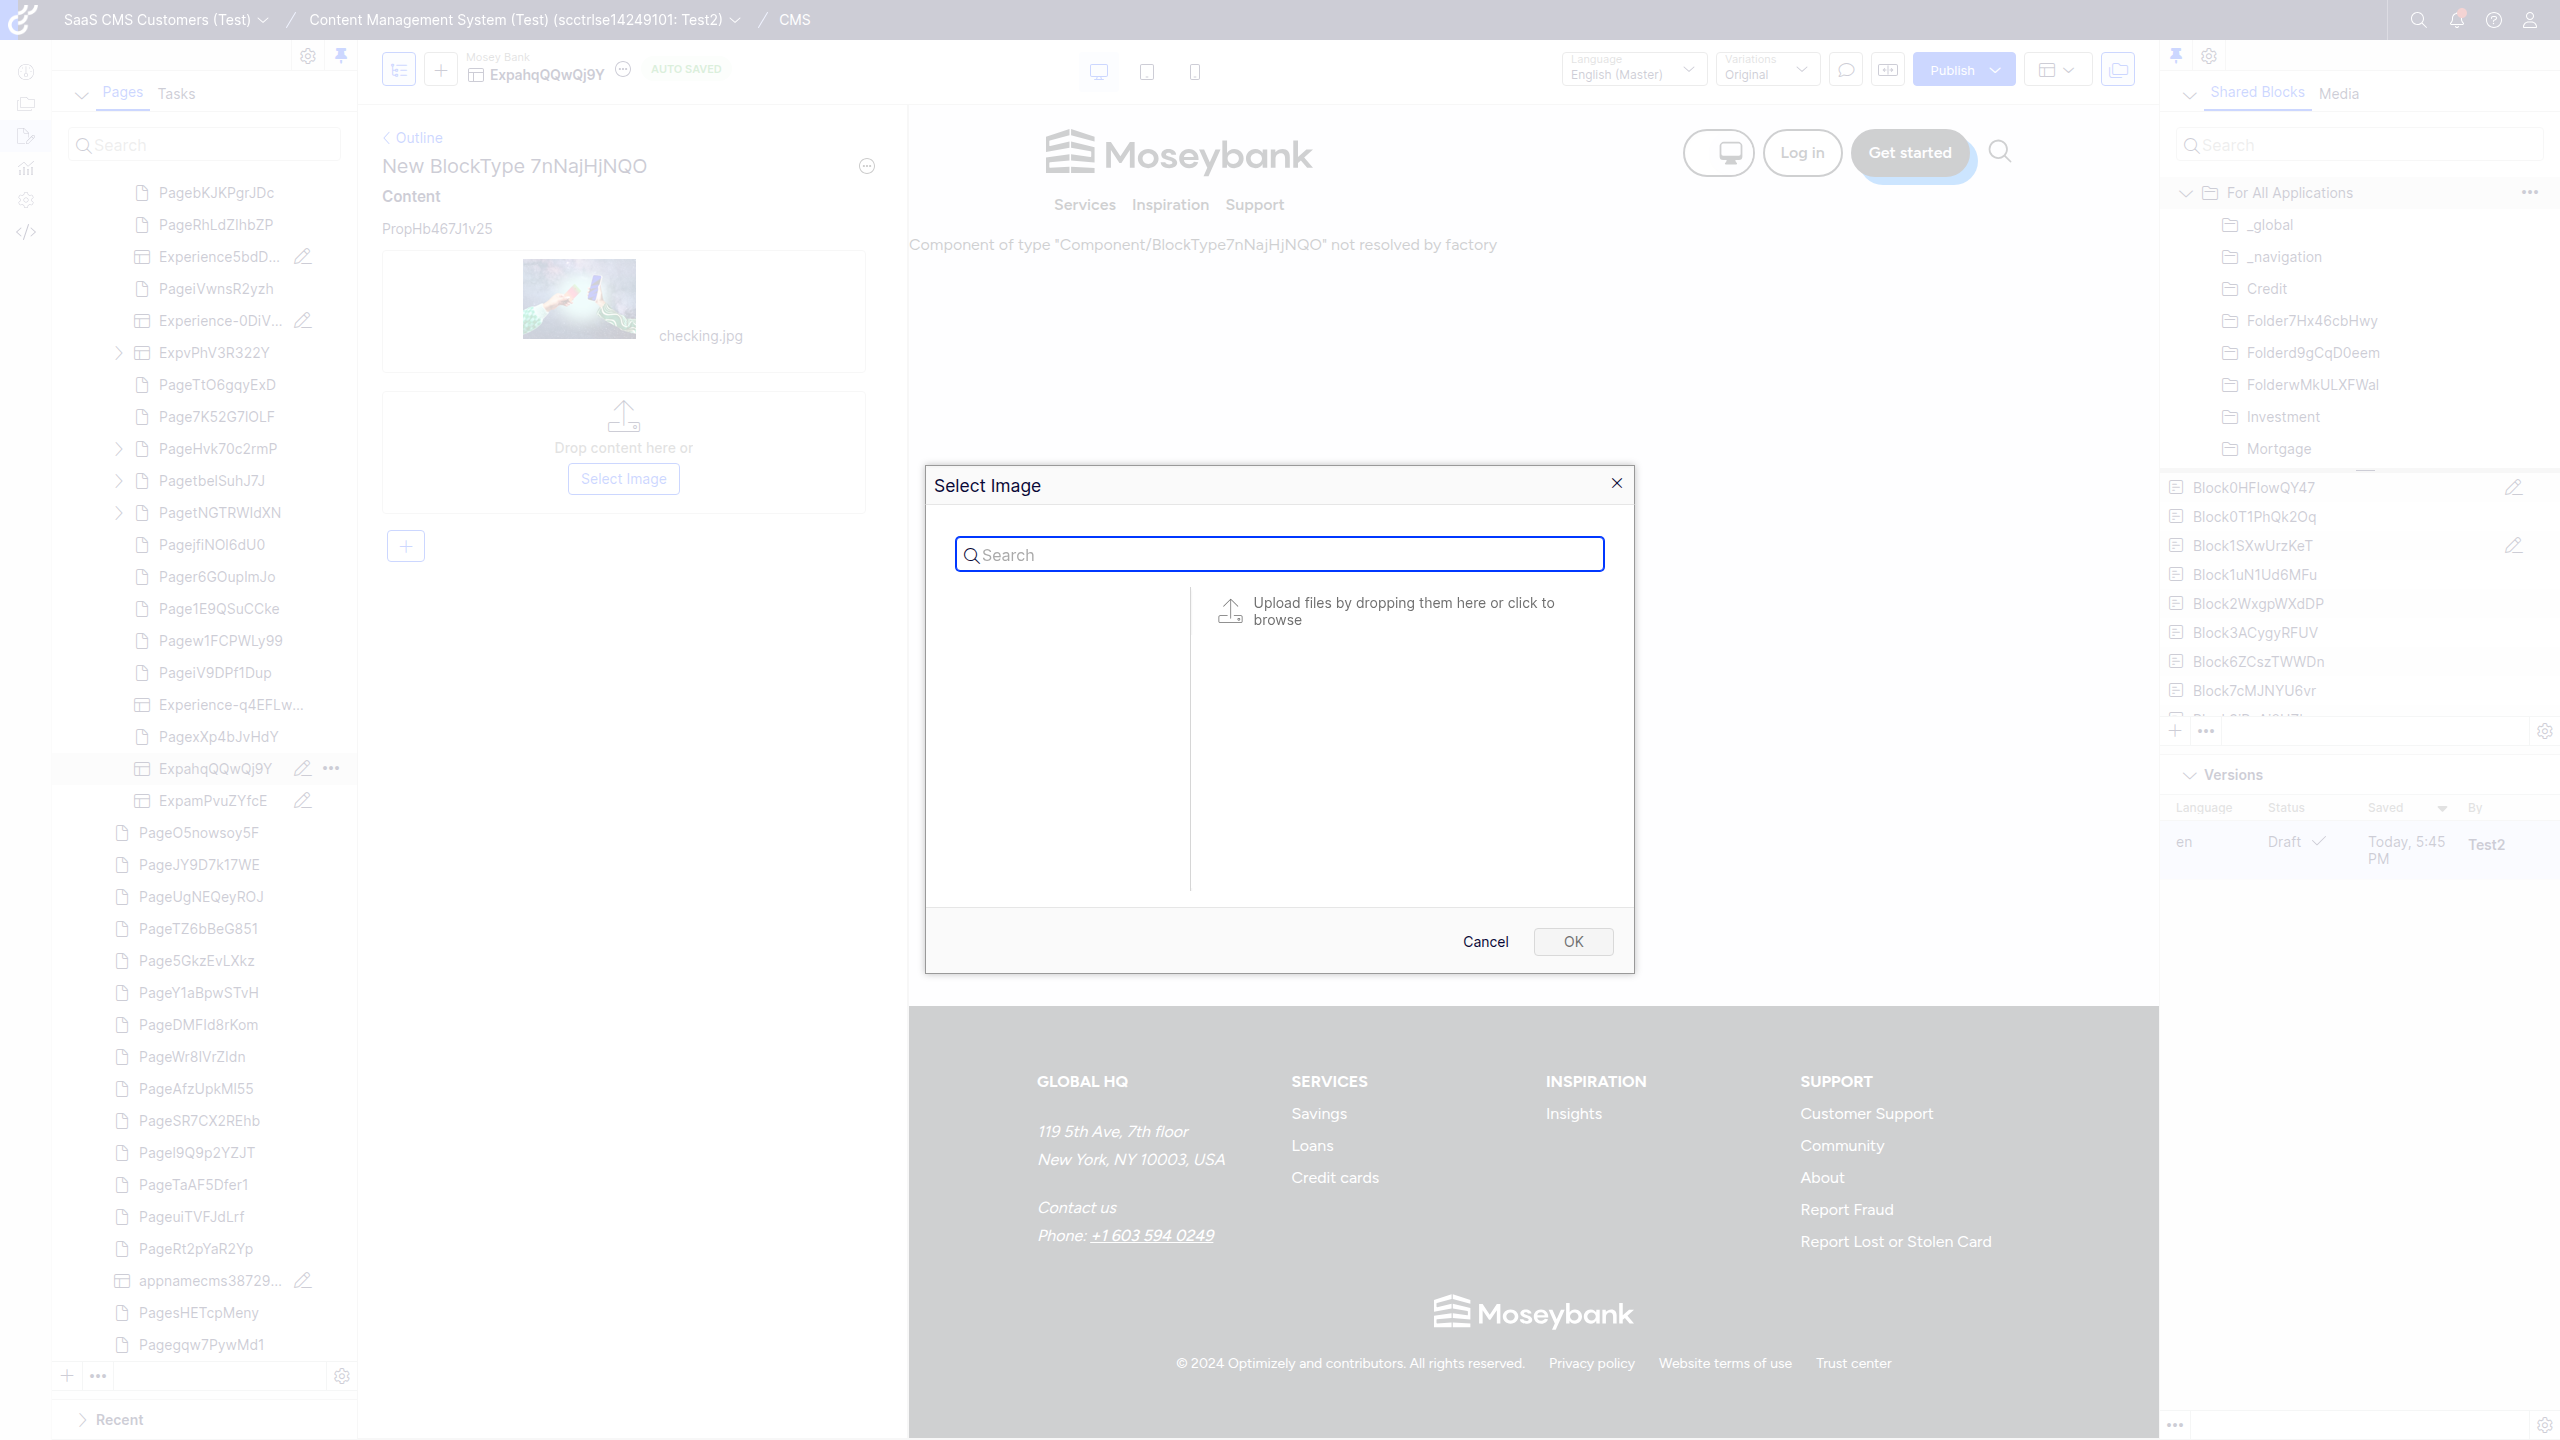 SaaS CMS Customers (Test) / Content Management System (Test) (scctrlse14249101: Test2) / CMS
Pages Tasks
Search
PagebKJKPgrJDc
PageRhLdZIhbZP
Experience5bdD...
PageiVwnsR2yzh
Experience-0DiV...
ExpvPhV3R322Y
PageTtO6gqyExD
Page7K52G7IOLF
PageHvk70c2rmP
PagetbelSuhJ7J
PagetNGTRWIdXN
PagejfiNOl6dU0
Pager6GOuplmJo
Page1E9QSuCCke
Pagew1FCPWLy99
PageiV9DPf1Dup
Experience-q4EFLw...
PagexXp4bJvHdY
ExpahqQQwQj9Y
ExpamPvuZYfcE
PageO5nowsoy5F
PageJY9D7k17WE
PageUgNEQeyROJ
PageTZ6bBeG851
Page5GkzEvLXkz
PageY1aBpwSTvH
PageDMFId8rKom
PageWr8IVrZIdn
PageAfzUpkMI55
PageSR7CX2REhb
PageI9Q9p2YZJT
PageTaAF5Dfer1
PageuiTVFJdLrf
PageRt2pYaR2Yp
appnamecms38729...
PagesHETcpMeny
Pagegqw7PywMd1
Recent
Mosey Bank
ExpahqQQwQj9Y
AUTO SAVED
Language
English (Master)
Variations
Original
Publish
Outline
New BlockType 7nNajHjNQO
Content
PropHb467J1v25
checking.jpg
Drop content here or
Select Image
Moseybank
Log in
Get started
Services Inspiration Support
Component of type "Component/BlockType7nNajHjNQO" not resolved by factory
Select Image
Search
Upload files by dropping them here or click to
browse
Cancel
OK
GLOBAL HQ
119 5th Ave, 7th floor
New York, NY 10003, USA
Contact us
Phone: +1 603 594 0249
SERVICES
Savings
Loans
Credit cards
INSPIRATION
Insights
SUPPORT
Customer Support
Community
About
Report Fraud
Report Lost or Stolen Card
Moseybank
© 2024 Optimizely and contributors. All rights reserved. Privacy policy Website terms of use Trust center
Shared Blocks Media
Search
For All Applications
_global
_navigation
Credit
Folder7Hx46cbHwy
Folderd9gCqD0eem
FolderwMkULXFWal
Investment
Mortgage
Block0HFlowQY47
Block0T1PhQk2Oq
Block1SXwUrzKeT
Block1uN1Ud6MFu
Block2WxgpWXdDP
Block3ACygyRFUV
Block6ZCszTWWDn
Block7cMJNYU6vr
Versions
Language Status Saved By
en Draft Today, 5:45 PM Test2